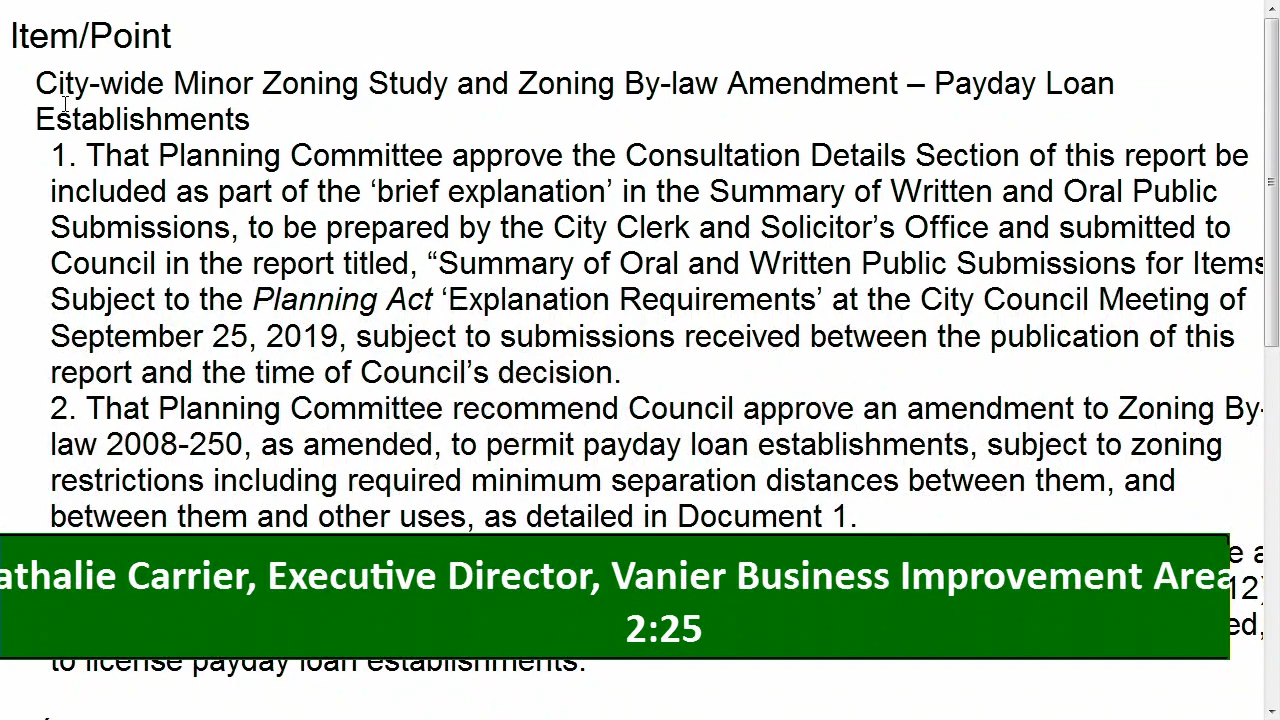 Item/Point
City-wide Minor Zoning Study and Zoning By-law Amendment – Payday Loan
Establishments
1. That Planning Committee approve the Consultation Details Section of this report be
included as part of the ‘brief explanation’ in the Summary of Written and Oral Public
Submissions, to be prepared by the City Clerk and Solicitor’s Office and submitted to
Council in the report titled, “Summary of Oral and Written Public Submissions for Items
Subject to the Planning Act ‘Explanation Requirements’ at the City Council Meeting of
September 25, 2019, subject to submissions received between the publication of this
report and the time of Council’s decision.
2. That Planning Committee recommend Council approve an amendment to Zoning By-
law 2008-250, as amended, to permit payday loan establishments, subject to zoning
restrictions including required minimum separation distances between them, and
between them and other uses, as detailed in Document 1.
athalie Carrier, Executive Director, Vanier Business Improvement Area
2:25
to license payday loan establishments.